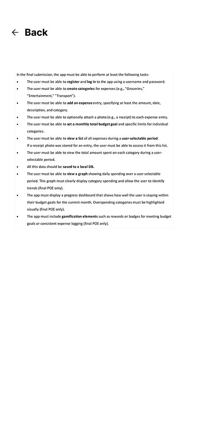 ← Back
In the final submission, the app must be able to perform at least the following tasks:
• The user must be able to register and log in to the app using a username and password.
• The user must be able to create categories for expenses (e.g., "Groceries,"
"Entertainment," "Transport").
• The user must be able to add an expense entry, specifying at least the amount, date,
description, and category.
• The user must be able to optionally attach a photo (e.g., a receipt) to each expense entry.
• The user must be able to set a monthly total budget goal and specific limits for individual
categories.
• The user must be able to view a list of all expenses during a user-selectable period.
If a receipt photo was stored for an entry, the user must be able to access it from this list.
• The user must be able to view the total amount spent on each category during a user-
selectable period.
• All this data should be saved to a local DB.
• The user must be able to view a graph showing daily spending over a user-selectable
period. This graph must clearly display category spending and allow the user to identify
trends (final POE only).
• The app must display a progress dashboard that shows how well the user is staying within
their budget goals for the current month. Overspending categories must be highlighted
visually (final POE only).
• The app must include gamification elements such as rewards or badges for meeting budget
goals or consistent expense logging (final POE only).